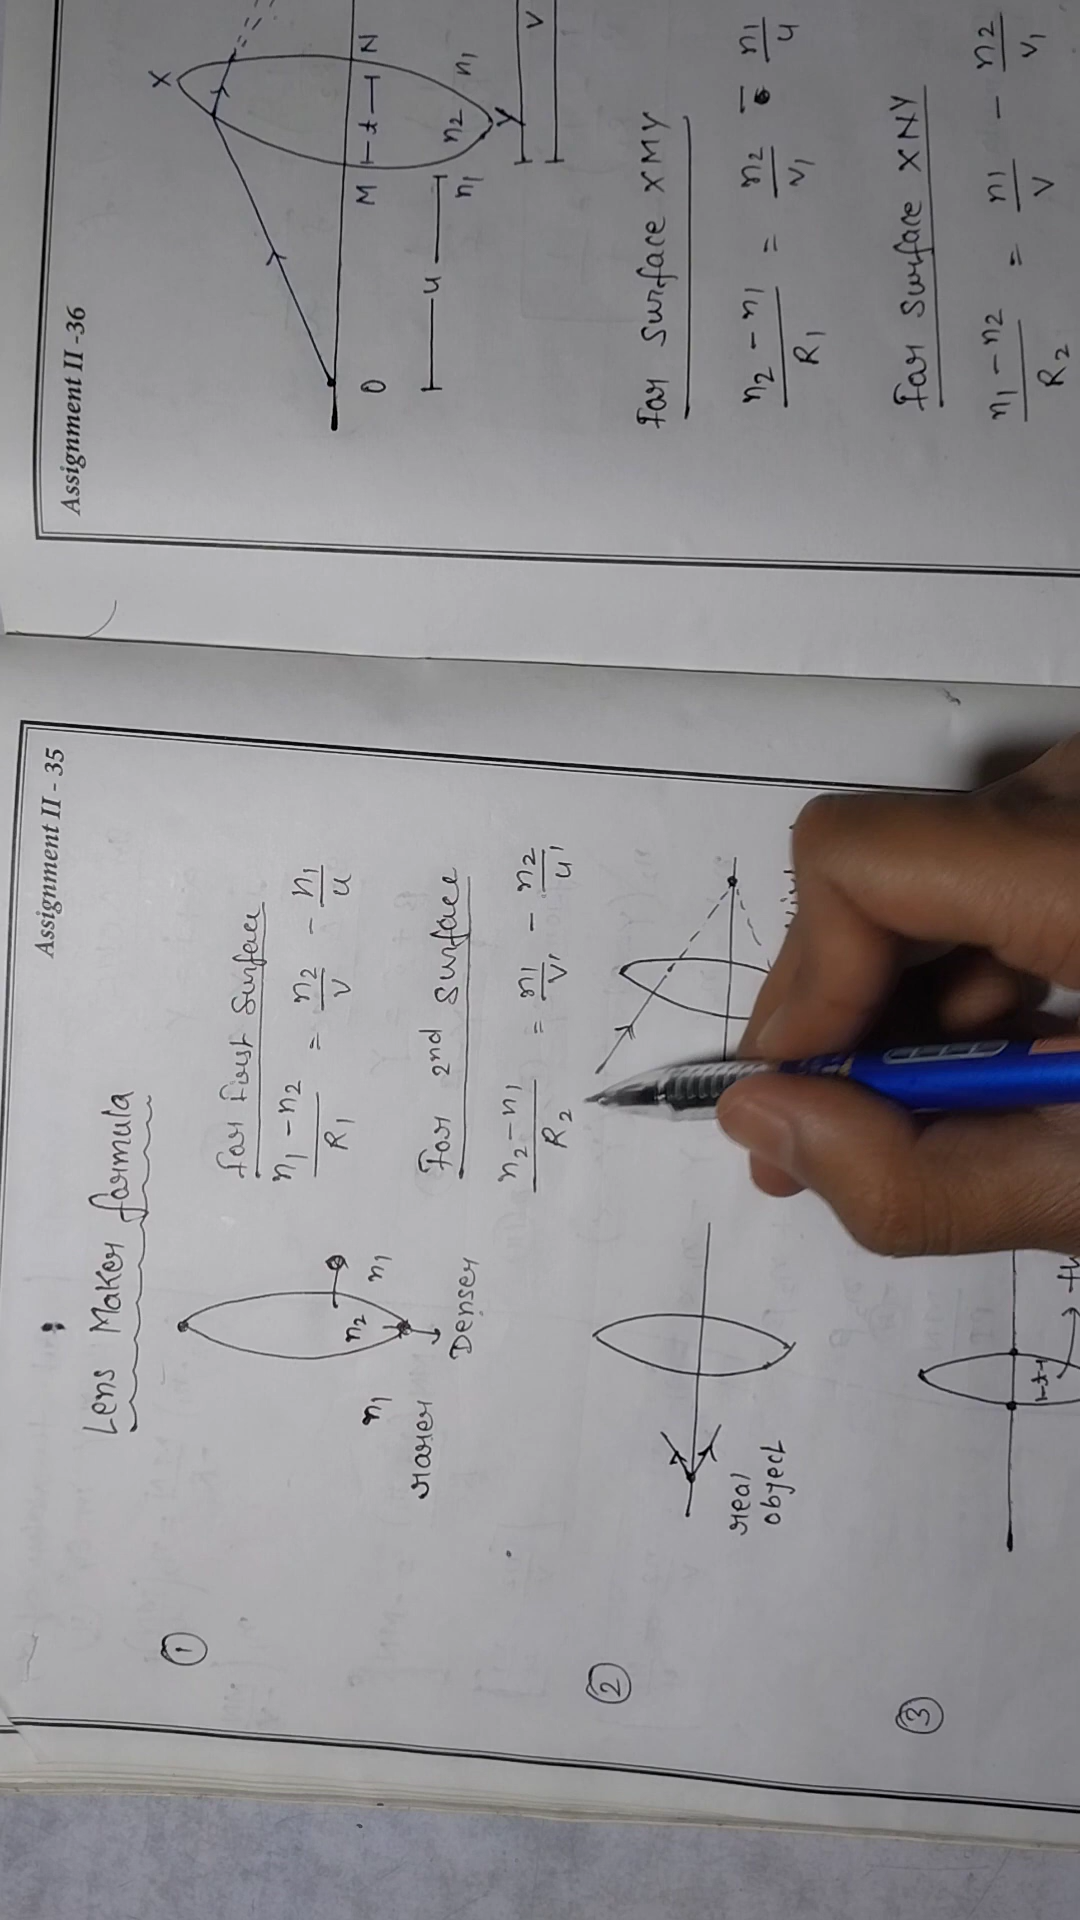 Assignment II - 35
Lens Maker formula
①
n1
n2
n1
rarer
Denser
for first surface
n1 - n2 / R1 = n2 / v - n1 / u
For 2nd surface
n2 - n1 / R2 = n1 / v' - n2 / u'
②
real
object
③
t
Assignment II -36
X
O
M
t
N
u
n1
n2
n1
Y
V
for surface XMY
n2 - n1 / R1 = n2 / v1 - n1 / u
for surface XNY
n1 - n2 / R2 = n1 / v - n2 / v1